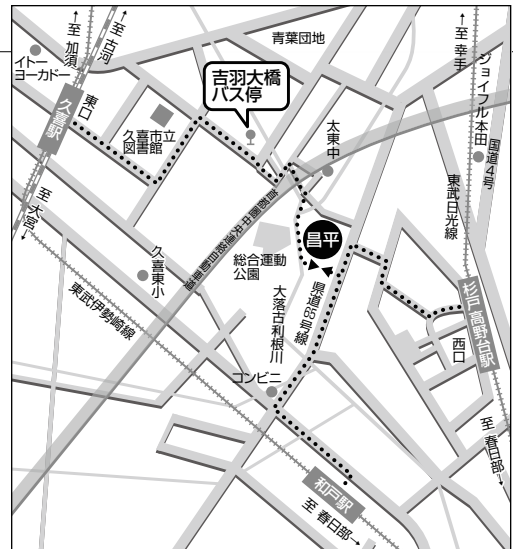 ←至 加須
←至 古河
イトー
ヨーカドー
久喜駅
東口
久喜市立
図書館
吉羽大橋
バス停
青葉団地
太東中
←至 幸手
ジョイフル本田
国道4号
東武日光線
至 大宮→
久喜東小
首都圏中央連絡自動車道
総合運動
公園
昌平
大落古利根川
県道65号線
杉戸高野台駅
西口
東武伊勢崎線
コンビニ
至 春日部→
和戸駅
至 春日部→